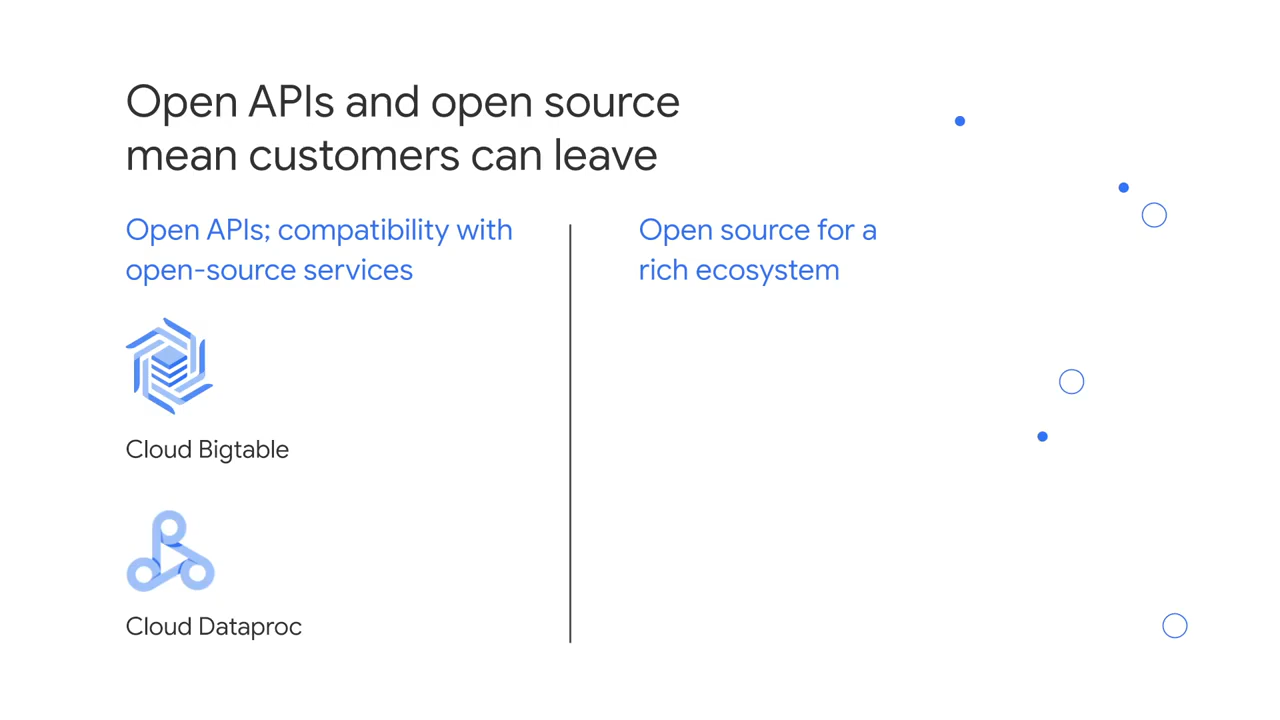 Open APIs and open source
mean customers can leave
Open APIs; compatibility with
open-source services
Cloud Bigtable
Cloud Dataproc
Open source for a
rich ecosystem